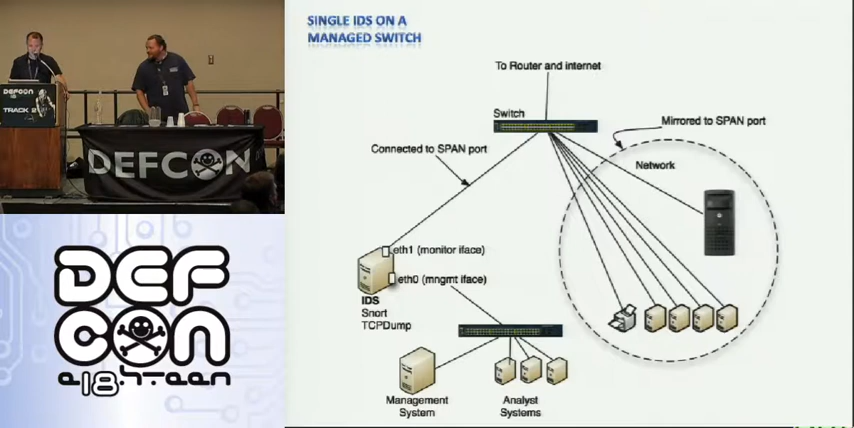 SINGLE IDS ON A
MANAGED SWITCH
To Router and internet
Switch
Mirrored to SPAN port
Connected to SPAN port
Network
eth1 (monitor iface)
eth0 (mngmt iface)
IDS
Snort
TCPDump
Management
System
Analyst
Systems
DEFCON
TRACK 2
DEFCON
DEF
CON
e18hteen